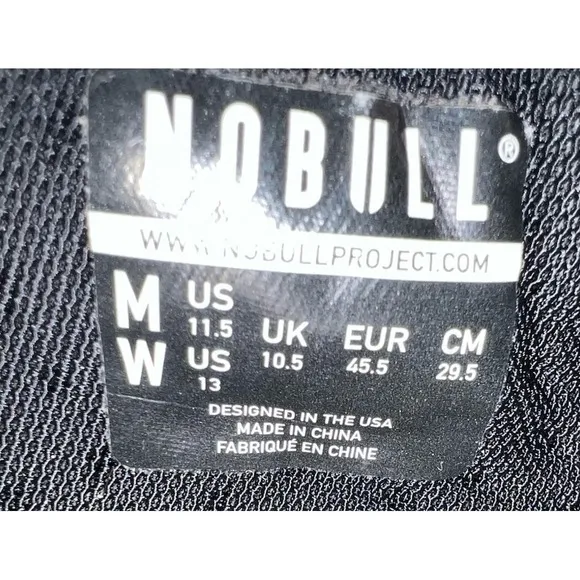 NOBULL®
WWW.NOBULLPROJECT.COM
M US 11.5 UK 10.5 EUR 45.5 CM 29.5
W US 13
DESIGNED IN THE USA
MADE IN CHINA
FABRIQUÉ EN CHINE